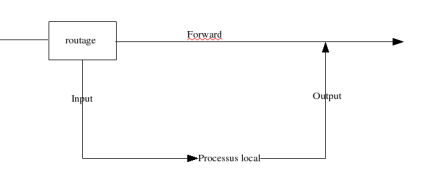 routage
Forward
Input
Output
Processus local